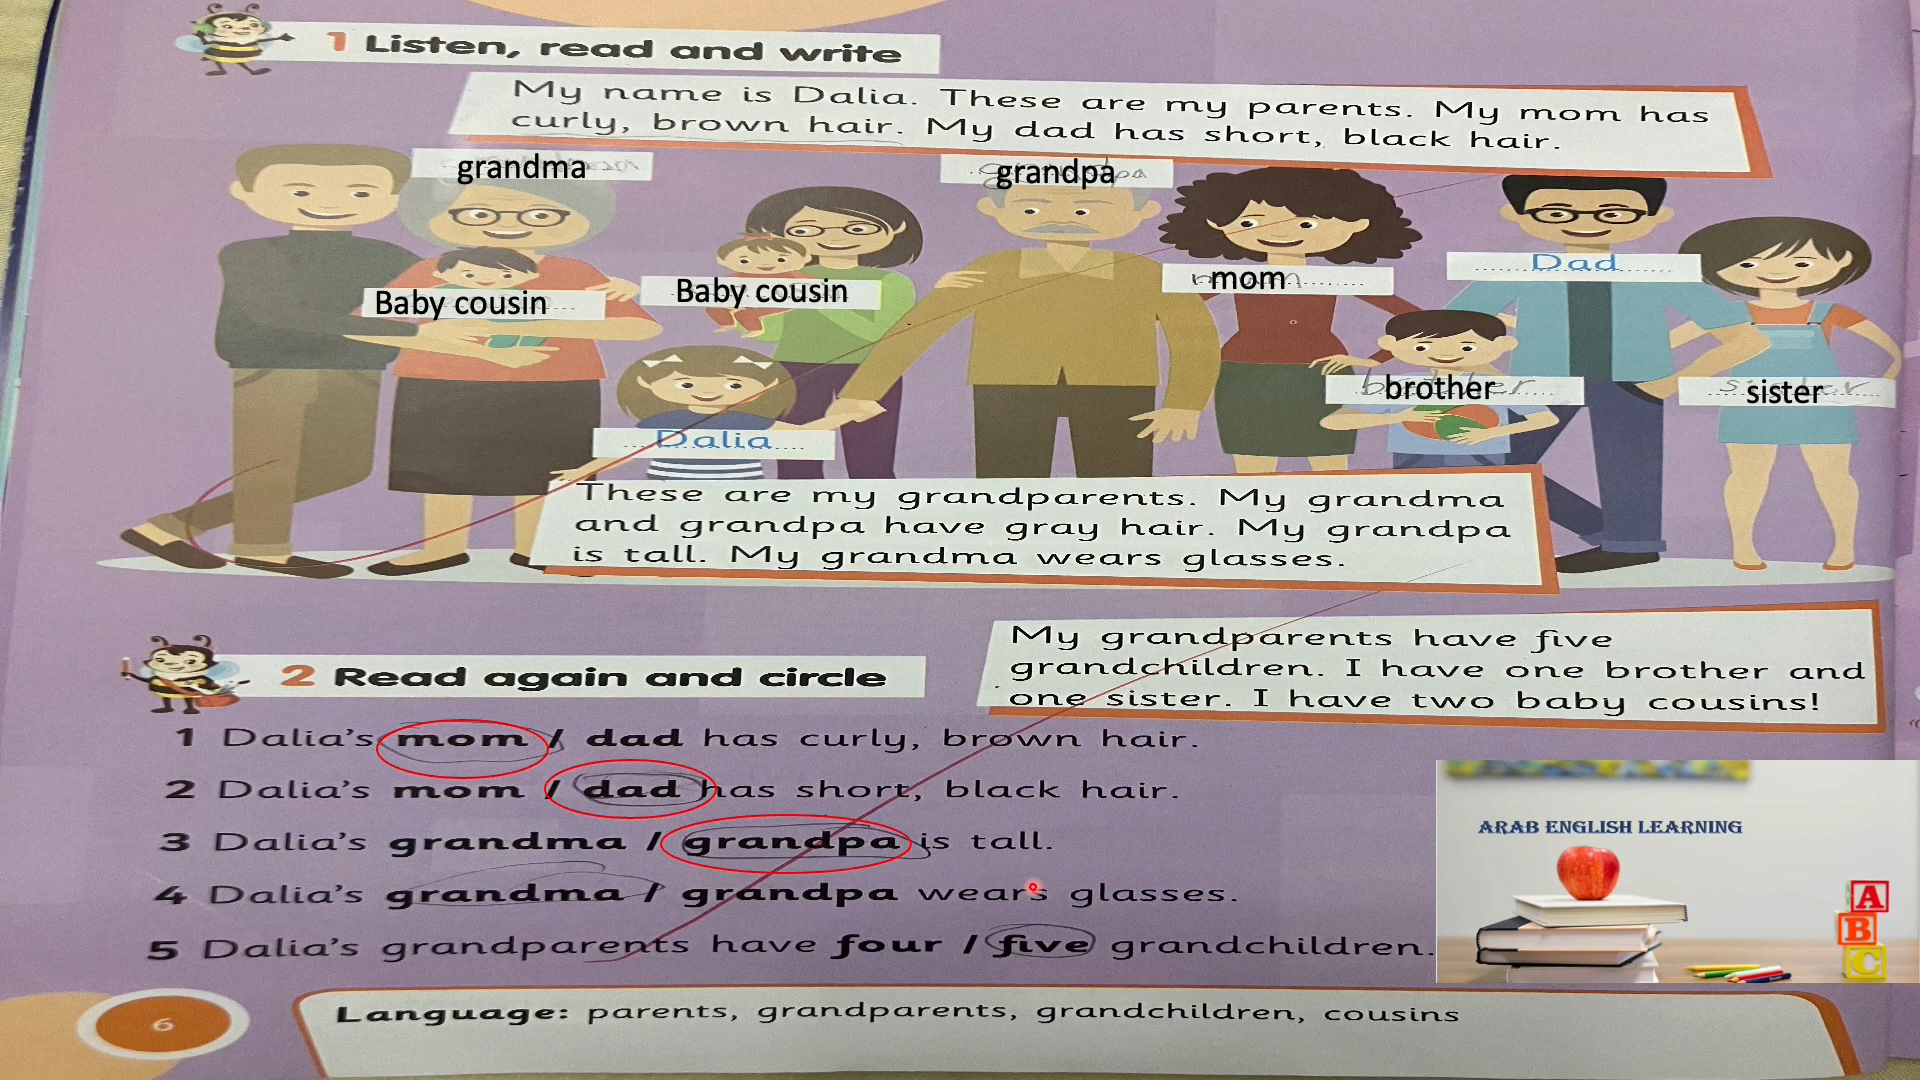 1 Listen, read and write
My name is Dalia. These are my parents. My mom has
curly, brown hair. My dad has short, black hair.
grandma
grandpa
Baby cousin
Baby cousin
mom
Dad
brother
sister
Dalia
These are my grandparents. My grandma
and grandpa have gray hair. My grandpa
is tall. My grandma wears glasses.
My grandparents have five
grandchildren. I have one brother and
one sister. I have two baby cousins!
2 Read again and circle
1 Dalia's mom / dad has curly, brown hair.
2 Dalia's mom / dad has short, black hair.
3 Dalia's grandma / grandpa is tall.
4 Dalia's grandma / grandpa wears glasses.
5 Dalia's grandparents have four / five grandchildren.
ARAB ENGLISH LEARNING
A
B
C
6
Language: parents, grandparents, grandchildren, cousins